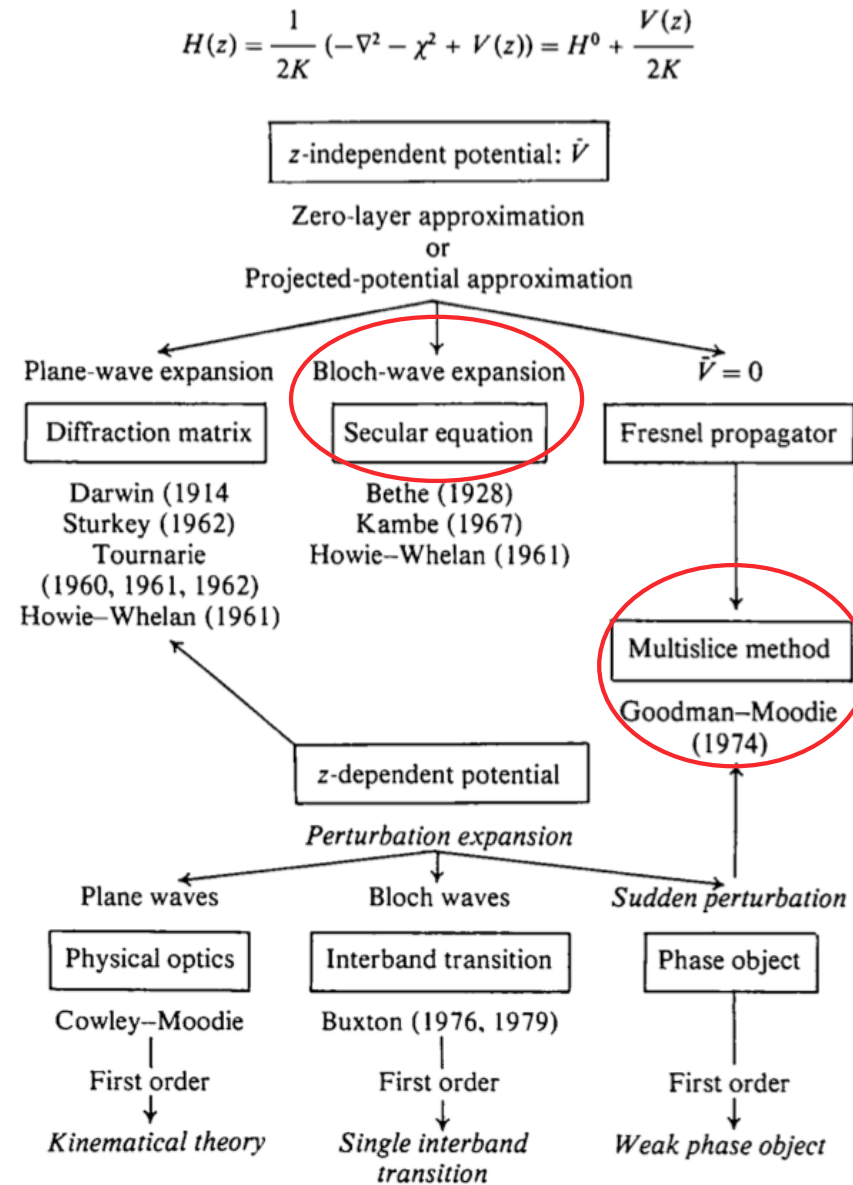 H(z) = \frac{1}{2K} (-∇² - χ² + V(z)) = H⁰ + \frac{V(z)}{2K}
z-independent potential: V̄
Zero-layer approximation
or
Projected-potential approximation
Plane-wave expansion
Bloch-wave expansion
V̄ = 0
Diffraction matrix
Secular equation
Fresnel propagator
Darwin (1914
Sturkey (1962)
Tournarie
(1960, 1961, 1962)
Howie–Whelan (1961)
Bethe (1928)
Kambe (1967)
Howie–Whelan (1961)
Multislice method
Goodman–Moodie
(1974)
z-dependent potential
Perturbation expansion
Plane waves
Bloch waves
Sudden perturbation
Physical optics
Interband transition
Phase object
Cowley–Moodie
Buxton (1976, 1979)
First order
First order
First order
Kinematical theory
Single interband
transition
Weak phase object